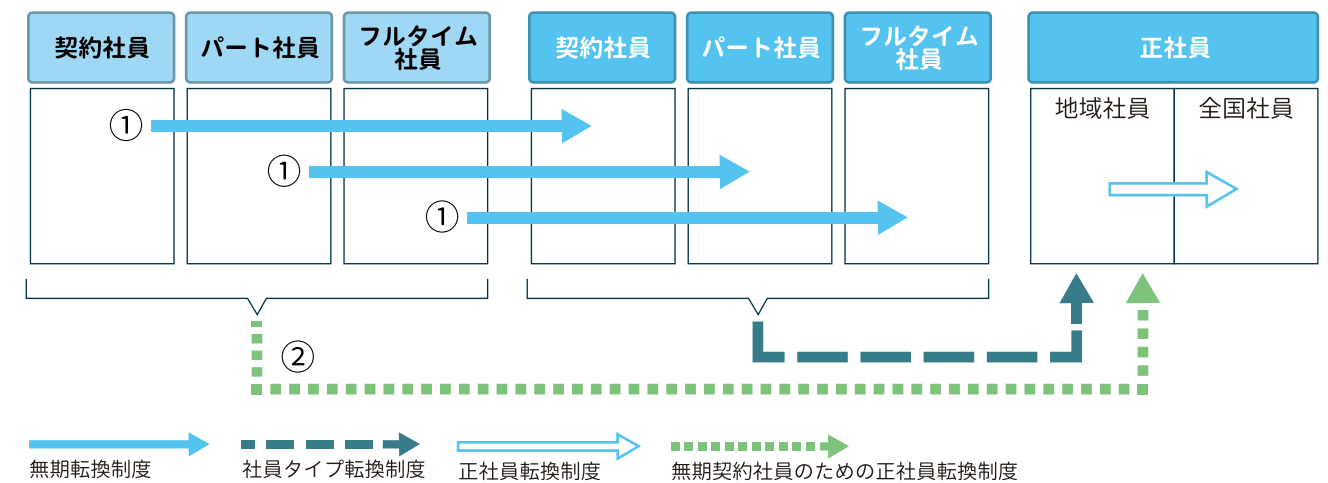 契約社員
パート社員
フルタイム
社員
契約社員
パート社員
フルタイム
社員
正社員
地域社員
全国社員
①
①
①
②
無期転換制度
社員タイプ転換制度
正社員転換制度
無期契約社員のための正社員転換制度